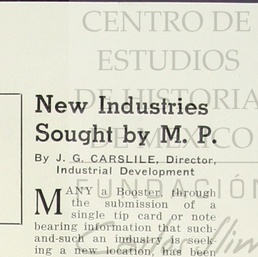 CENTRO DE
ESTUDIOS
DE HISTORIA
DE MÉXICO
FUNDACIÓN
New Industries
Sought by M. P.
By J. G. CARSLILE, Director,
Industrial Development
MANY a Booster through
the submission of a
single tip card or note
bearing information that such-
and-such an industry is seek-
ing a new location, has been